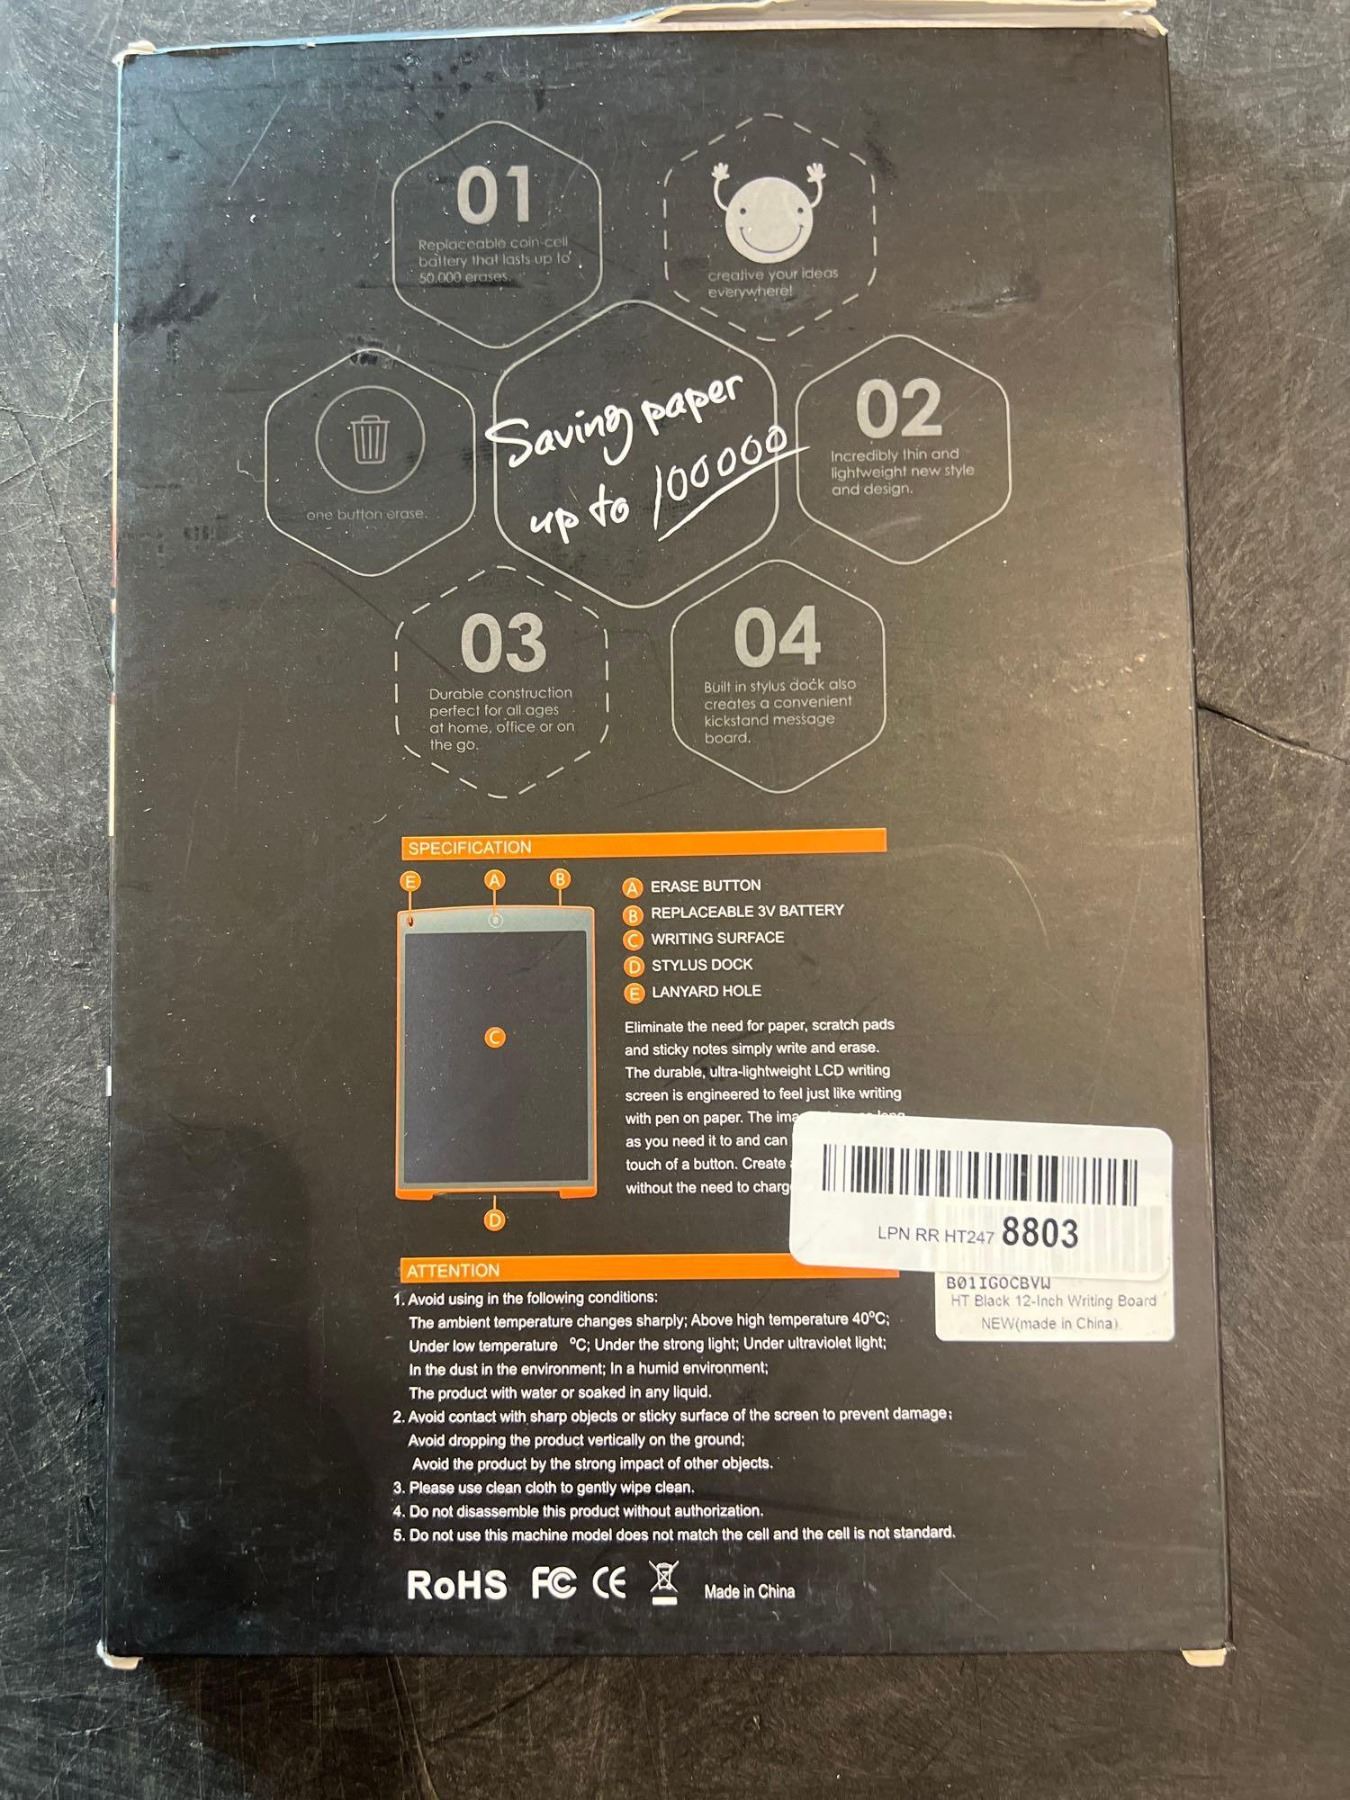 01
Replaceable coin-cell
battery that lasts up to
50.000 erases.
creative your ideas
everywhere!
one button erase.
Saving paper
up to 100000
02
Incredibly thin and
lightweight new style
and design.
03
Durable construction
perfect for all ages
at home, office or on
the go.
04
Built in stylus dock also
creates a convenient
kickstand message
board.
SPECIFICATION
E A B
C
D
A ERASE BUTTON
B REPLACEABLE 3V BATTERY
C WRITING SURFACE
D STYLUS DOCK
E LANYARD HOLE
Eliminate the need for paper, scratch pads
and sticky notes simply write and erase.
The durable, ultra-lightweight LCD writing
screen is engineered to feel just like writing
with pen on paper. The long
as you need it to and can
touch of a button. Create
without the need to
LPN RR HT247 8803
B01IGOCBVW
HT Black 12-Inch Writing Board
NEW(made in China)
ATTENTION
1. Avoid using in the following conditions:
The ambient temperature changes sharply; Above high temperature 40°C;
Under low temperature °C; Under the strong light; Under ultraviolet light;
In the dust in the environment; In a humid environment;
The product with water or soaked in any liquid.
2. Avoid contact with sharp objects or sticky surface of the screen to prevent damage;
Avoid dropping the product vertically on the ground;
Avoid the product by the strong impact of other objects.
3. Please use clean cloth to gently wipe clean.
4. Do not disassemble this product without authorization.
5. Do not use this machine model does not match the cell and the cell is not standard.
RoHS FC CE Made in China